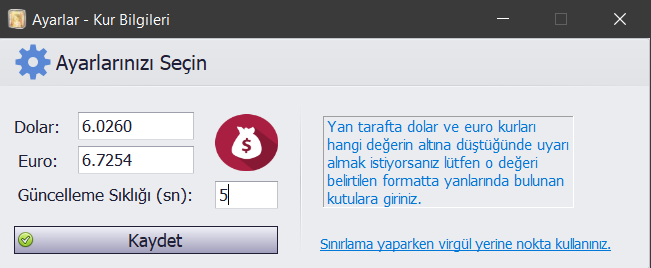 Ayarlar - Kur Bilgileri
Ayarlarınızı Seçin
Dolar: 6.0260
Euro: 6.7254
Güncelleme Sıklığı (sn): 5
Kaydet
Yan tarafta dolar ve euro kurları
hangi değerin altına düştüğünde uyarı
almak istiyorsanız lütfen o değeri
belirtilen formatta yanlarında bulunan
kutulara giriniz.
Sınırlama yaparken virgül yerine nokta kullanınız.